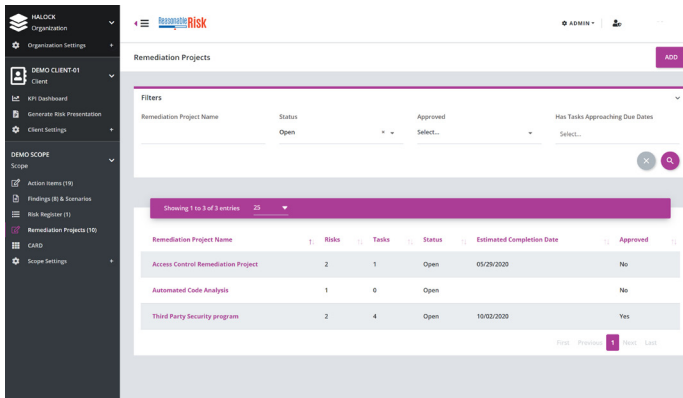 HALOCK
Organization
Organization Settings +
DEMO CLIENT-01
Client
KPI Dashboard
Generate Risk Presentation
Client Settings +
DEMO SCOPE
Scope
Action Items (19)
Findings (8) & Scenarios
Risk Register (1)
Remediation Projects (10)
CARD
Scope Settings +
ReasonableRisk
ADMIN
Remediation Projects
ADD
Filters
Remediation Project Name Status Approved Has Tasks Approaching Due Dates
Open × Select... Select...
Showing 1 to 3 of 3 entries 25
Remediation Project Name Risks Tasks Status Estimated Completion Date Approved
Access Control Remediation Project 2 1 Open 05/29/2020 No
Automated Code Analysis 1 0 Open No
Third Party Security program 2 4 Open 10/02/2020 Yes
First Previous 1 Next Last